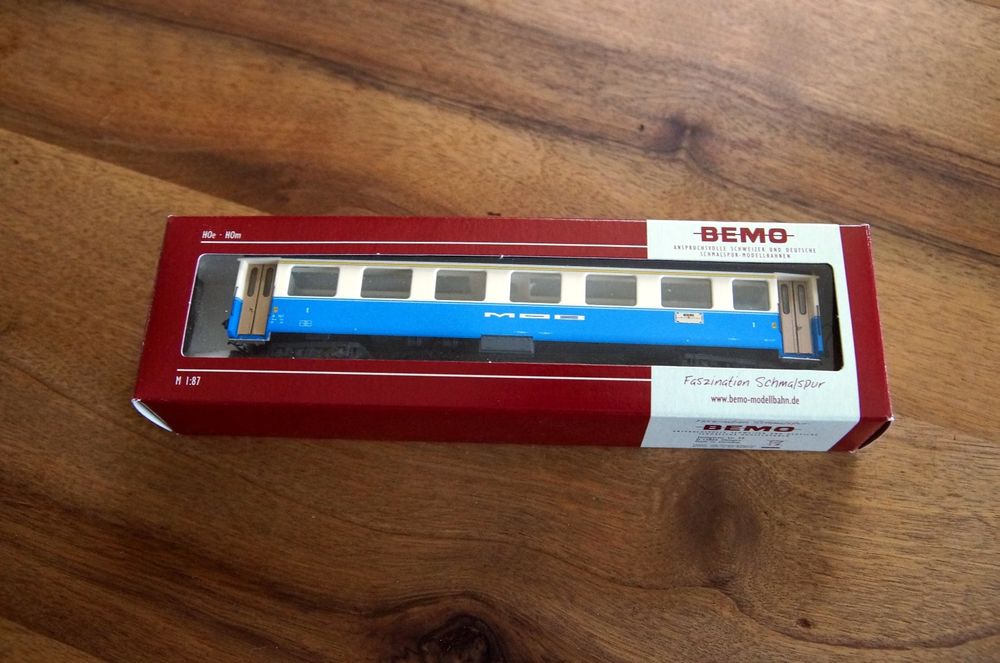 H0e - H0m
BEMO
ANSPRUCHSVOLLE SCHWEIZER UND DEUTSCHE
SCHMALSPUR-MODELLBAHNEN
MOB
M 1:87
Faszination Schmalspur
www.bemo-modellbahn.de
BEMO